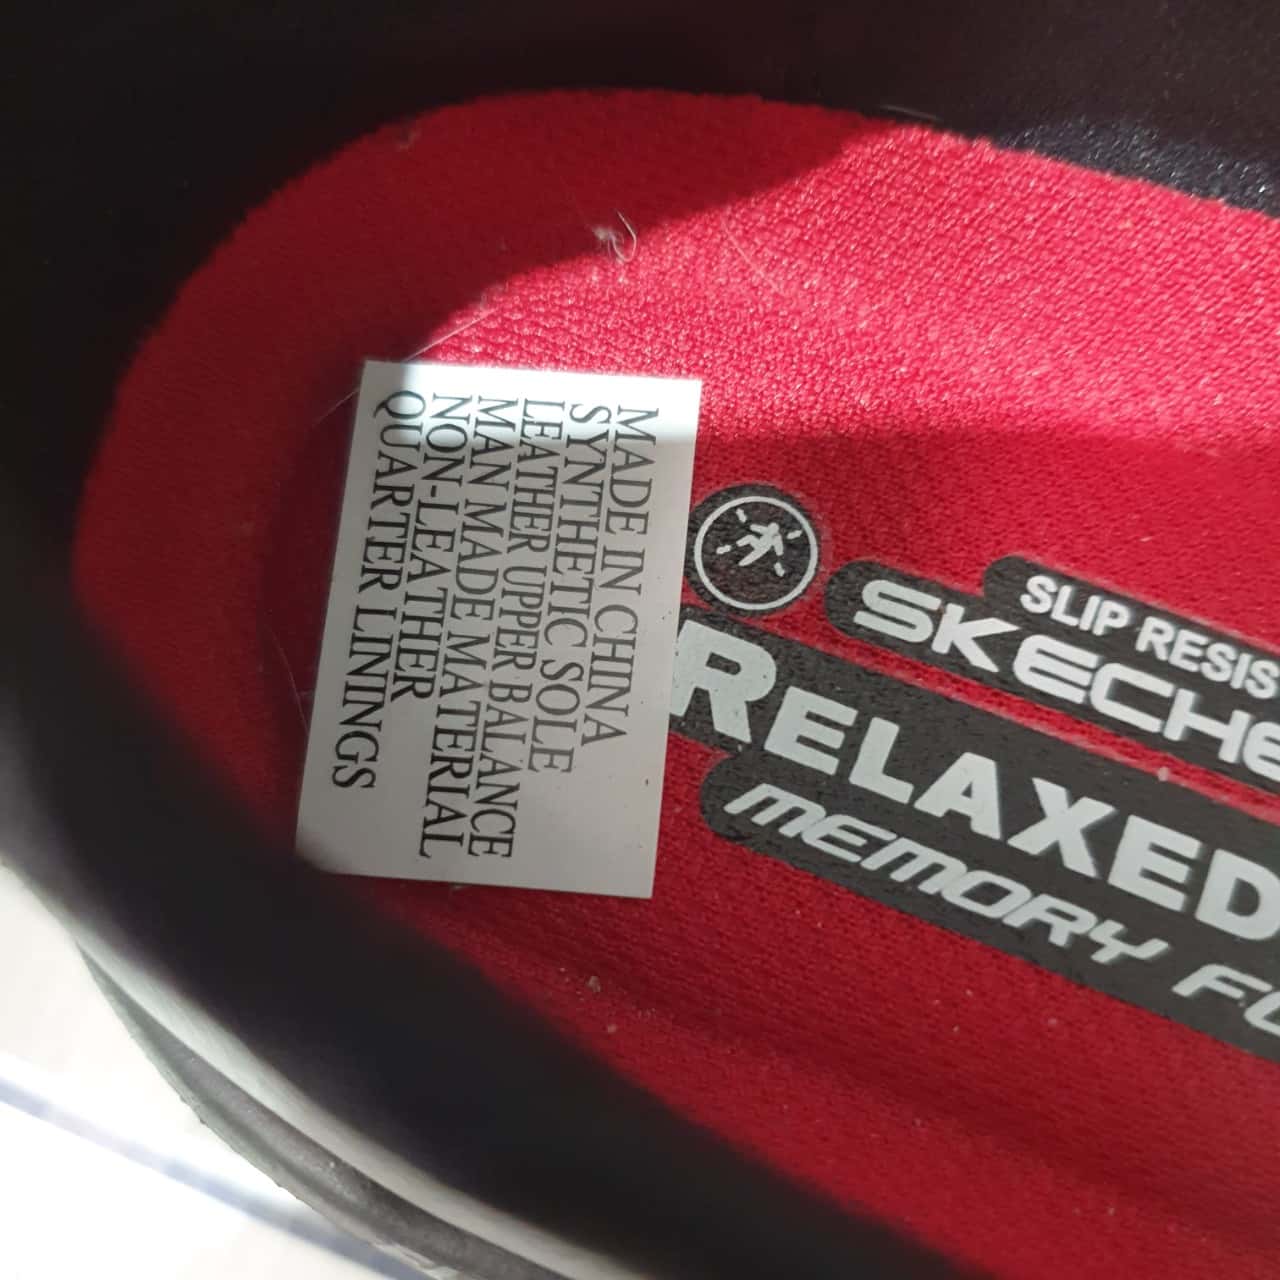 MADE IN CHINA
SYNTHETIC SOLE
LEATHER UPPER BALANCE
MAN MADE MATERIAL
NON-LEATHER
QUARTER LININGS
SLIP RESIS
SKECHE
RELAXED
MEMORY FO